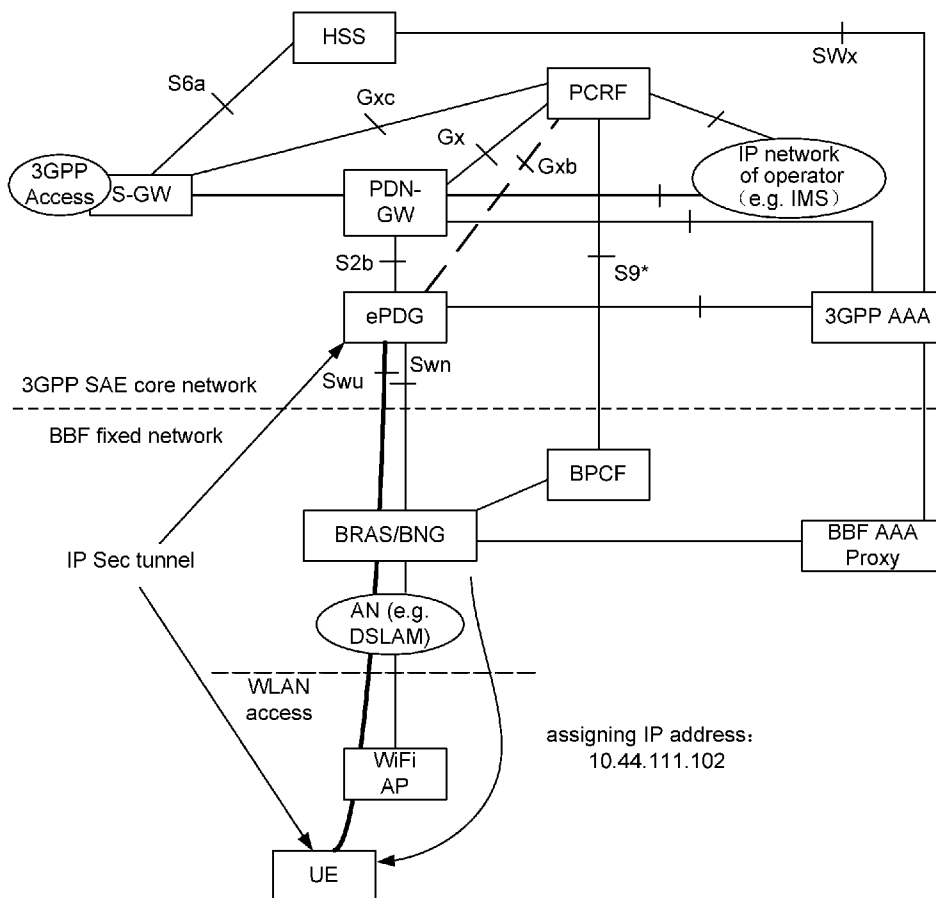 HSS
SWx
S6a
PCRF
Gxc
Gx
Gxb
3GPP
Access
S-GW
PDN-
GW
IP network
of operator
(e.g. IMS）
S2b
S9*
ePDG
3GPP AAA
Swu
Swn
3GPP SAE core network
BBF fixed network
BPCF
BRAS/BNG
BBF AAA
Proxy
IP Sec tunnel
AN (e.g.
DSLAM)
WLAN
access
assigning IP address：
10.44.111.102
WiFi
AP
UE